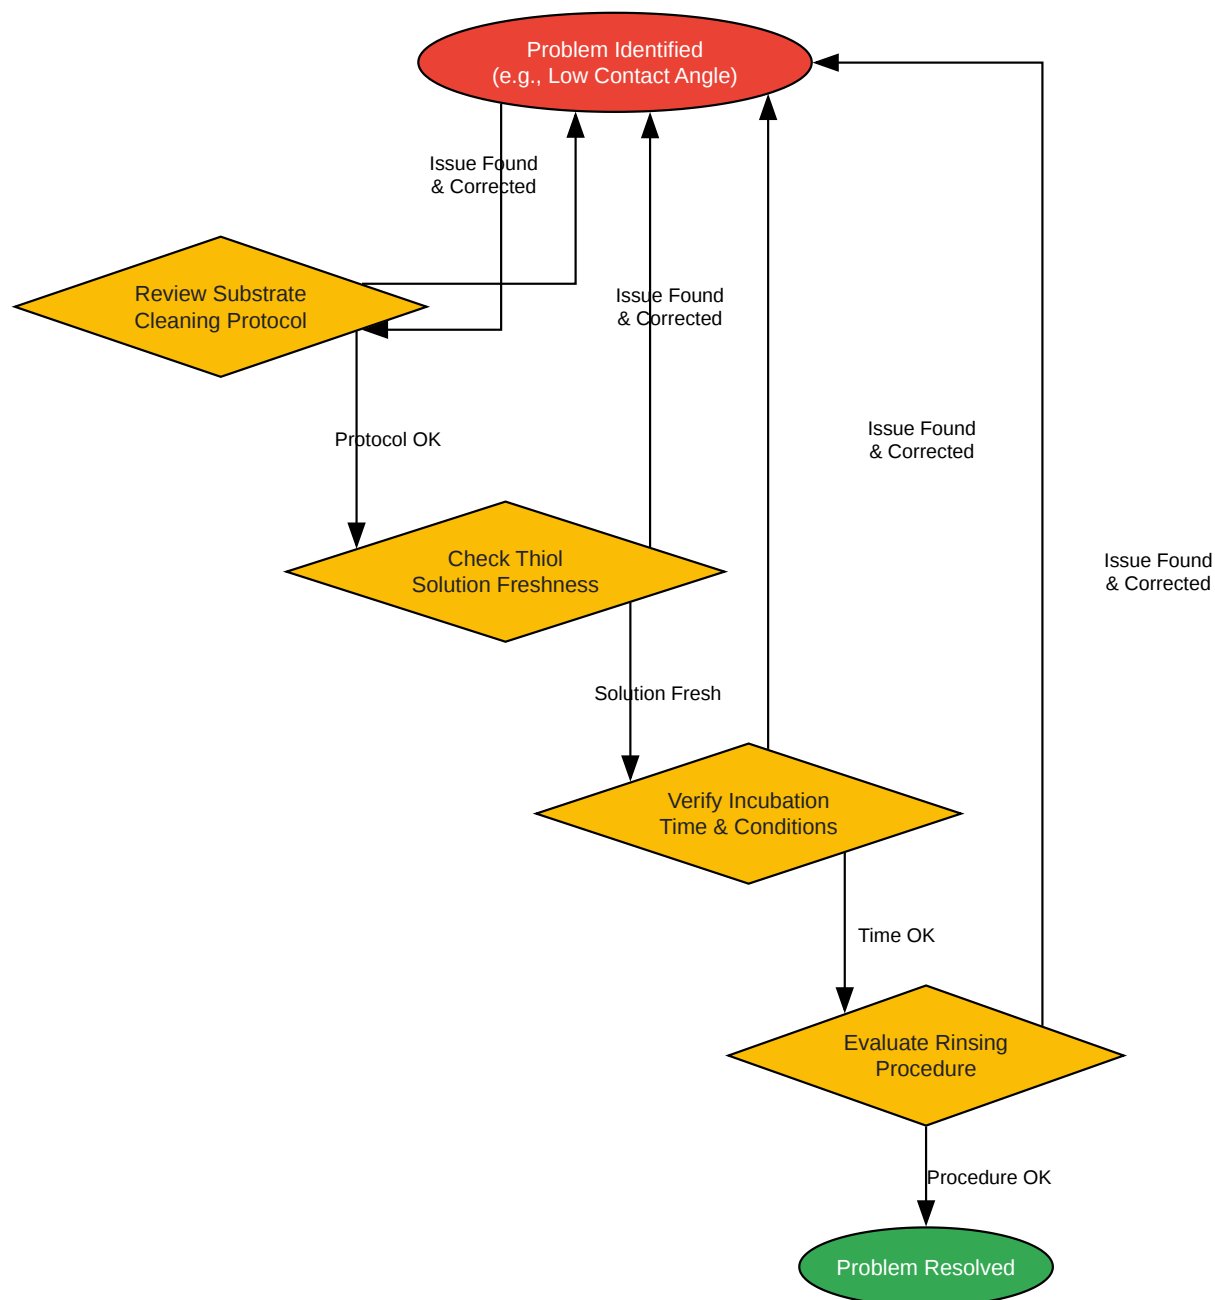 Problem Identified
(e.g., Low Contact Angle)
Issue Found
& Corrected
Review Substrate
Cleaning Protocol
Issue Found
& Corrected
Protocol OK
Issue Found
& Corrected
Check Thiol
Solution Freshness
Issue Found
& Corrected
Solution Fresh
Verify Incubation
Time & Conditions
Time OK
Evaluate Rinsing
Procedure
Procedure OK
Problem Resolved